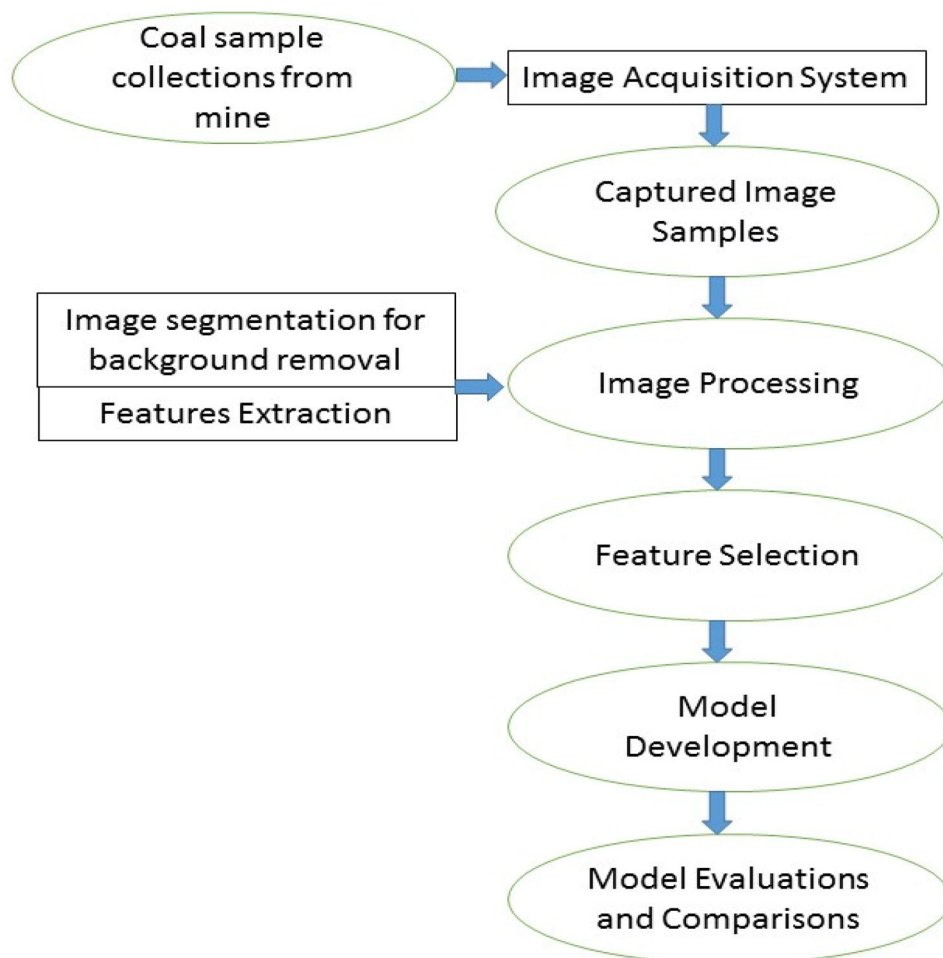 Coal sample
collections from
mine
Image Acquisition System
Captured Image
Samples
Image segmentation for
background removal
Features Extraction
Image Processing
Feature Selection
Model
Development
Model Evaluations
and Comparisons